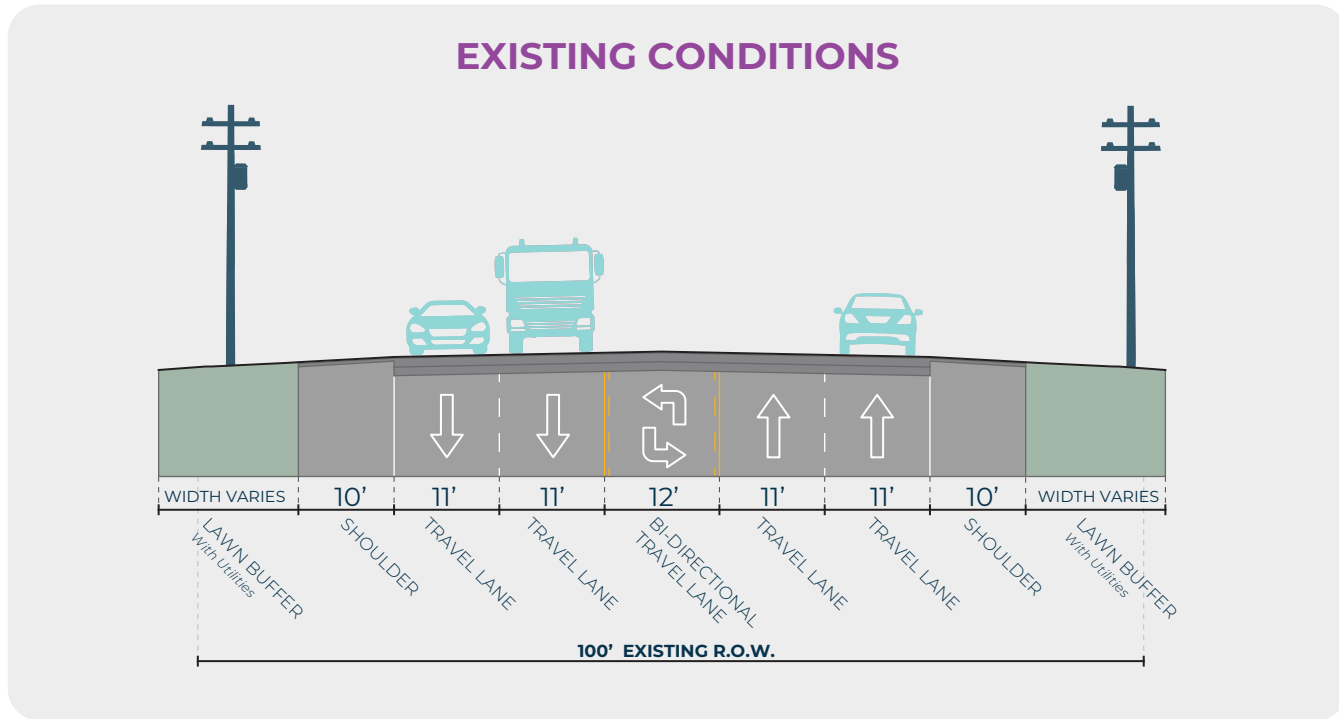 EXISTING CONDITIONS
WIDTH VARIES
10’
11’
11’
12’
11’
11’
10’
WIDTH VARIES
LAWN BUFFER
With Utilities
SHOULDER
TRAVEL LANE
TRAVEL LANE
BI-DIRECTIONAL
TRAVEL LANE
TRAVEL LANE
TRAVEL LANE
SHOULDER
LAWN BUFFER
With Utilities
100’ EXISTING R.O.W.